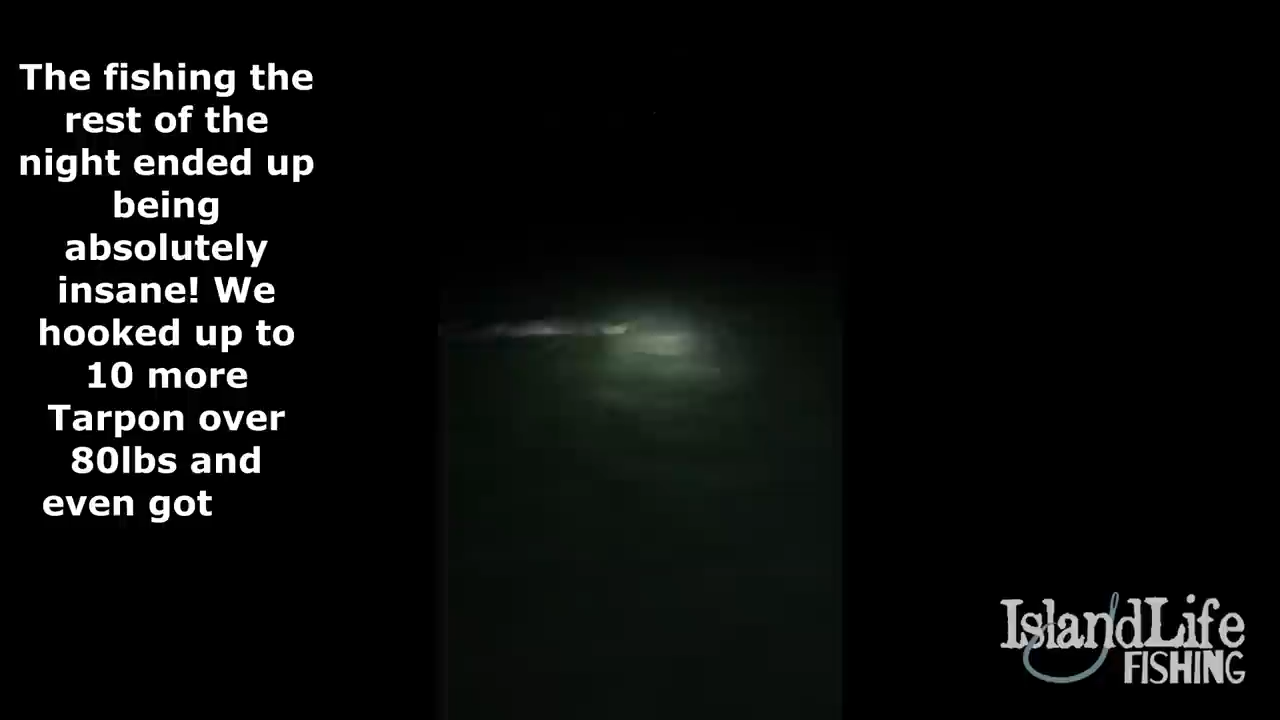 The fishing the
rest of the
night ended up
being
absolutely
insane! We
hooked up to
10 more
Tarpon over
80lbs and
even got
IslandLife
FISHING